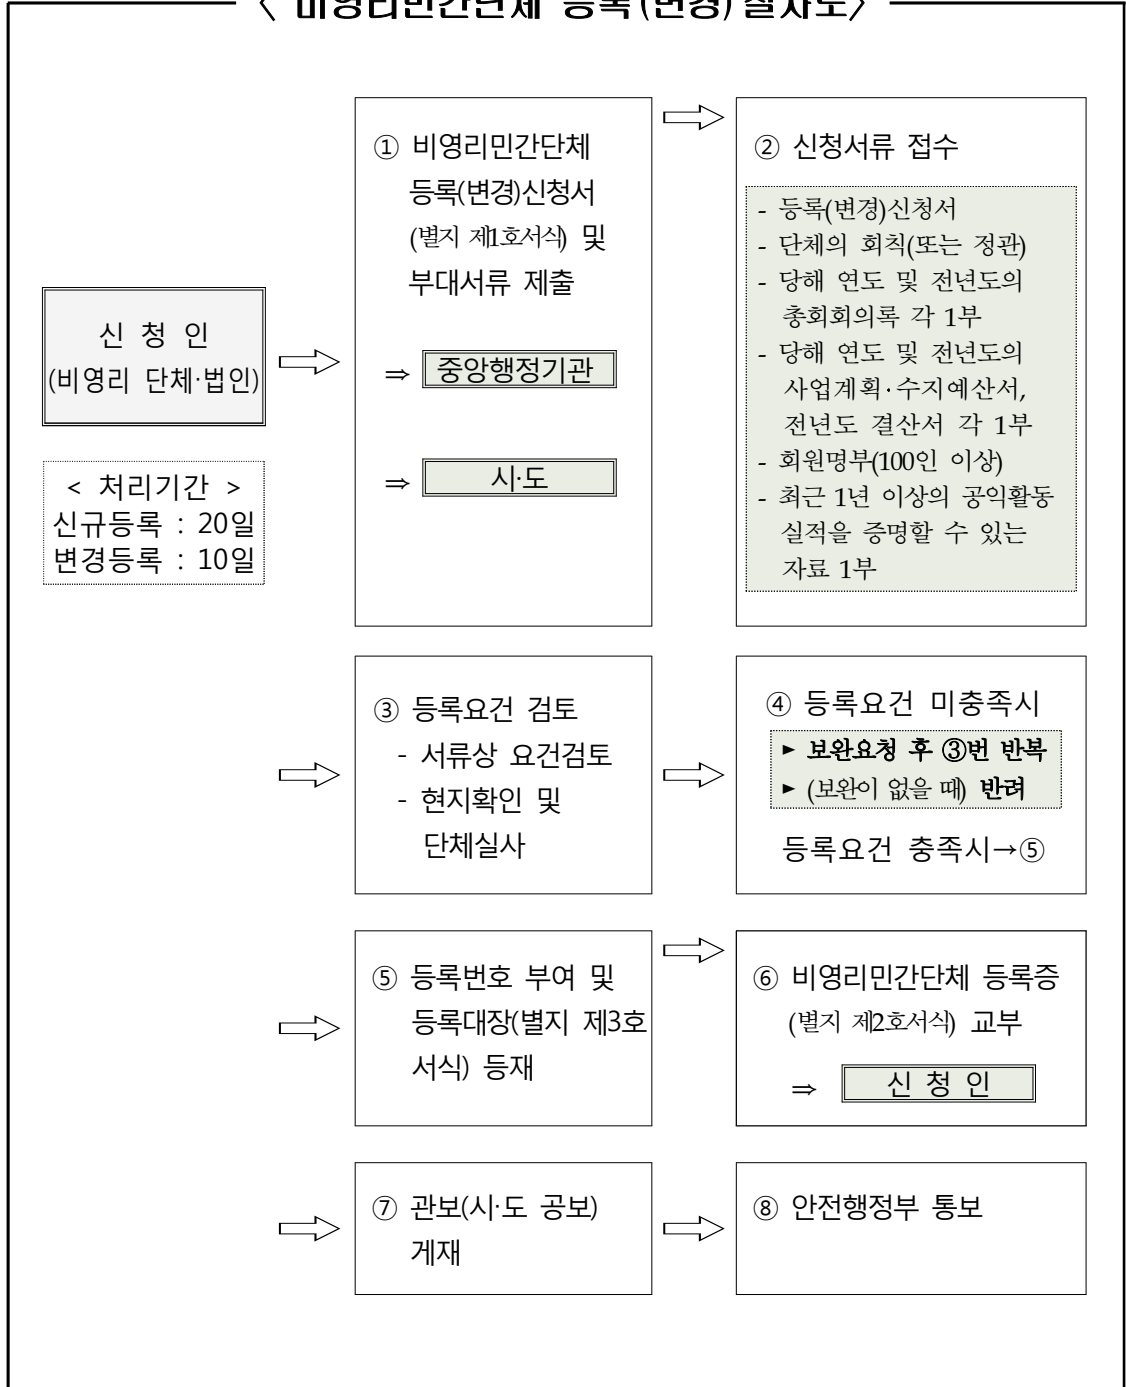 < 비영리민간단체 등록(변경)절차도>
신 청 인
(비영리 단체·법인)
< 처리기간 >
신규등록 : 20일
변경등록 : 10일
① 비영리민간단체
등록(변경)신청서
(별지 제1호서식) 및
부대서류 제출
⇒ 중앙행정기관
⇒ 시·도
② 신청서류 접수
- 등록(변경)신청서
- 단체의 회칙(또는 정관)
- 당해 연도 및 전년도의
총회회의록 각 1부
- 당해 연도 및 전년도의
사업계획·수지예산서,
전년도 결산서 각 1부
- 회원명부(100인 이상)
- 최근 1년 이상의 공익활동
실적을 증명할 수 있는
자료 1부
③ 등록요건 검토
- 서류상 요건검토
- 현지확인 및
단체실사
④ 등록요건 미충족시
► 보완요청 후 ③번 반복
► (보완이 없을 때) 반려
등록요건 충족시→⑤
⑤ 등록번호 부여 및
등록대장(별지 제3호
서식) 등재
⑥ 비영리민간단체 등록증
(별지 제2호서식) 교부
⇒ 신 청 인
⑦ 관보(시·도 공보)
게재
⑧ 안전행정부 통보